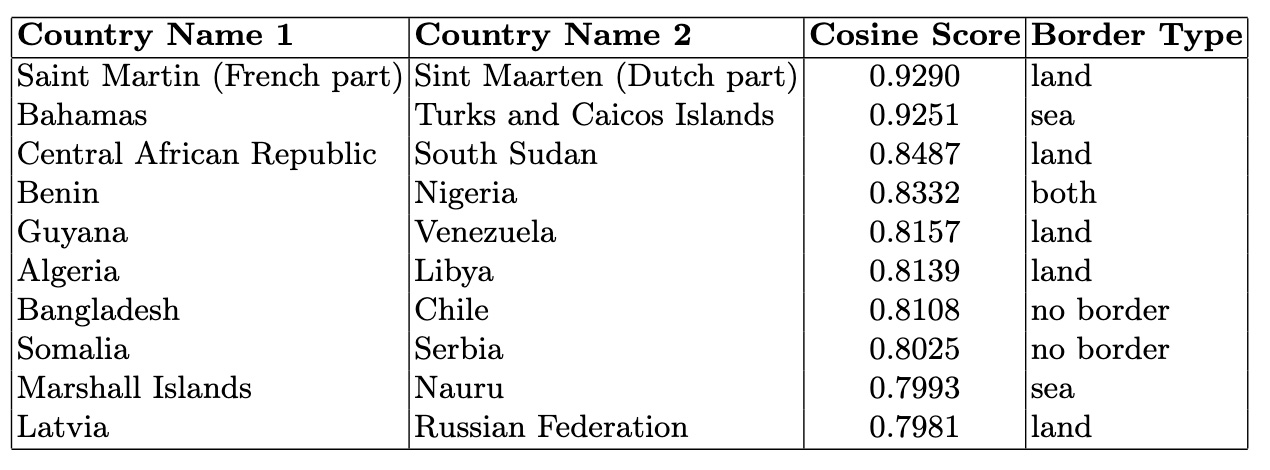 Country Name 1 Country Name 2 Cosine Score Border Type
Saint Martin (French part) Sint Maarten (Dutch part) 0.9290 land
Bahamas Turks and Caicos Islands 0.9251 sea
Central African Republic South Sudan 0.8487 land
Benin Nigeria 0.8332 both
Guyana Venezuela 0.8157 land
Algeria Libya 0.8139 land
Bangladesh Chile 0.8108 no border
Somalia Serbia 0.8025 no border
Marshall Islands Nauru 0.7993 sea
Latvia Russian Federation 0.7981 land